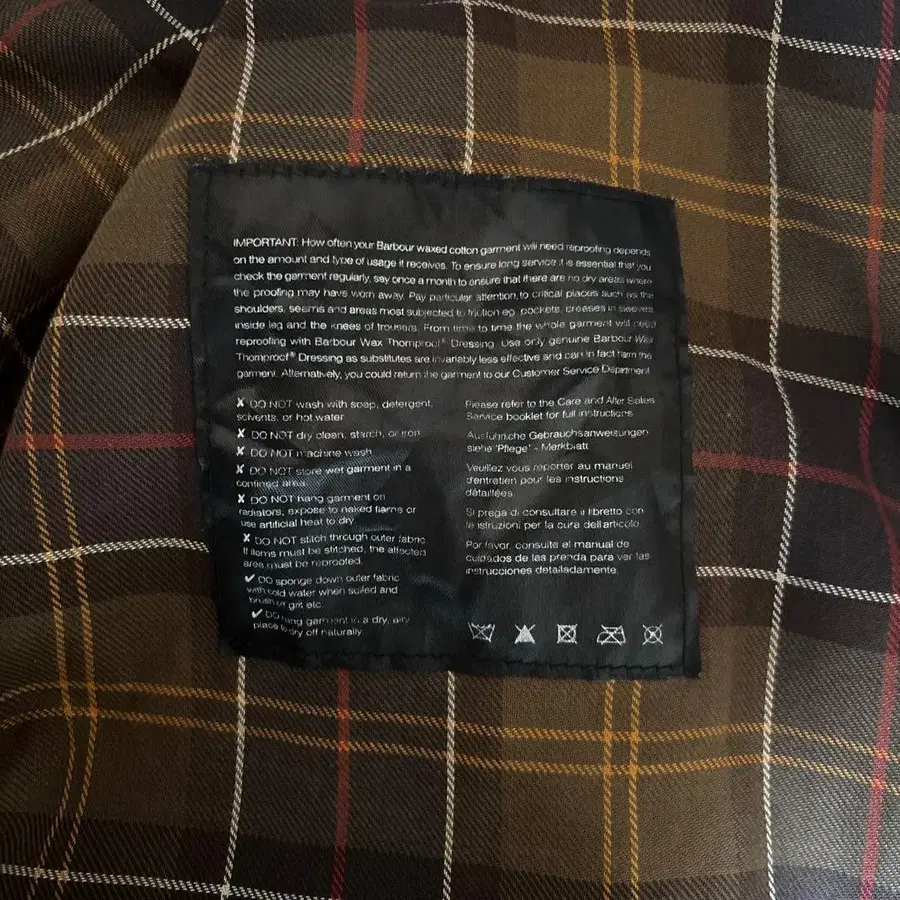 IMPORTANT: How often your Barbour waxed cotton garment will need reproofing depends
on the amount and type of usage it receives. To ensure long service it is essential that you
check the garment regularly, say once a month to ensure that there are no dry areas where
the proofing may have worn away. Pay particular attention to critical places such as the
shoulders, seams and areas most subjected to friction eg. pockets, creases in sleeves
inside leg and the knees of trousers. From time to time the whole garment will need
reproofing with Barbour Wax Thornproof® Dressing. Use only genuine Barbour Wax
Thornproof® Dressing as substitutes are invariably less effective and can in fact harm the
garment. Alternatively, you could return the garment to our Customer Service Department
✘ DO NOT wash with soap, detergent,
solvents, or hot water
✘ DO NOT dry clean, starch, or iron
✘ DO NOT machine wash
✘ DO NOT store wet garment in a
confined area
✘ DO NOT hang garment on
radiators, expose to naked flame or
use artificial heat to dry
✘ DO NOT stitch through outer fabric
If items must be stitched, the affected
area must be reproofed.
✔ DO sponge down outer fabric
with cold water when soiled and
brush off grit etc.
✔ DO hang garment in a dry, airy
place to dry off naturally.
Please refer to the Care and After Sales
Service booklet for full instructions
Ausführliche Gebrauchsanweisungen
siehe 'Pflege' - Merkblatt
Veuillez vous reporter au manuel
d'entretien pour les instructions
détaillées
Si prega di consultare il libretto con
le istruzioni per la cura dell'articolo.
Por favor, consulte el manual de
cuidados de las prenda para ver las
instrucciones detalladamente.